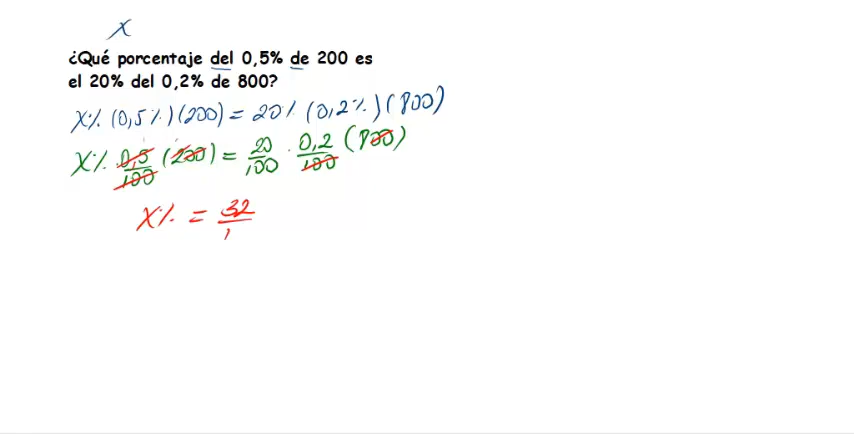 X
¿Qué porcentaje del 0,5% de 200 es
el 20% del 0,2% de 800?
X% (0,5%)(200) = 20% (0,2%)(800)
X% 0,5/100 (200) = 20/100 . 0,2/100 (800)
X% = 32/1